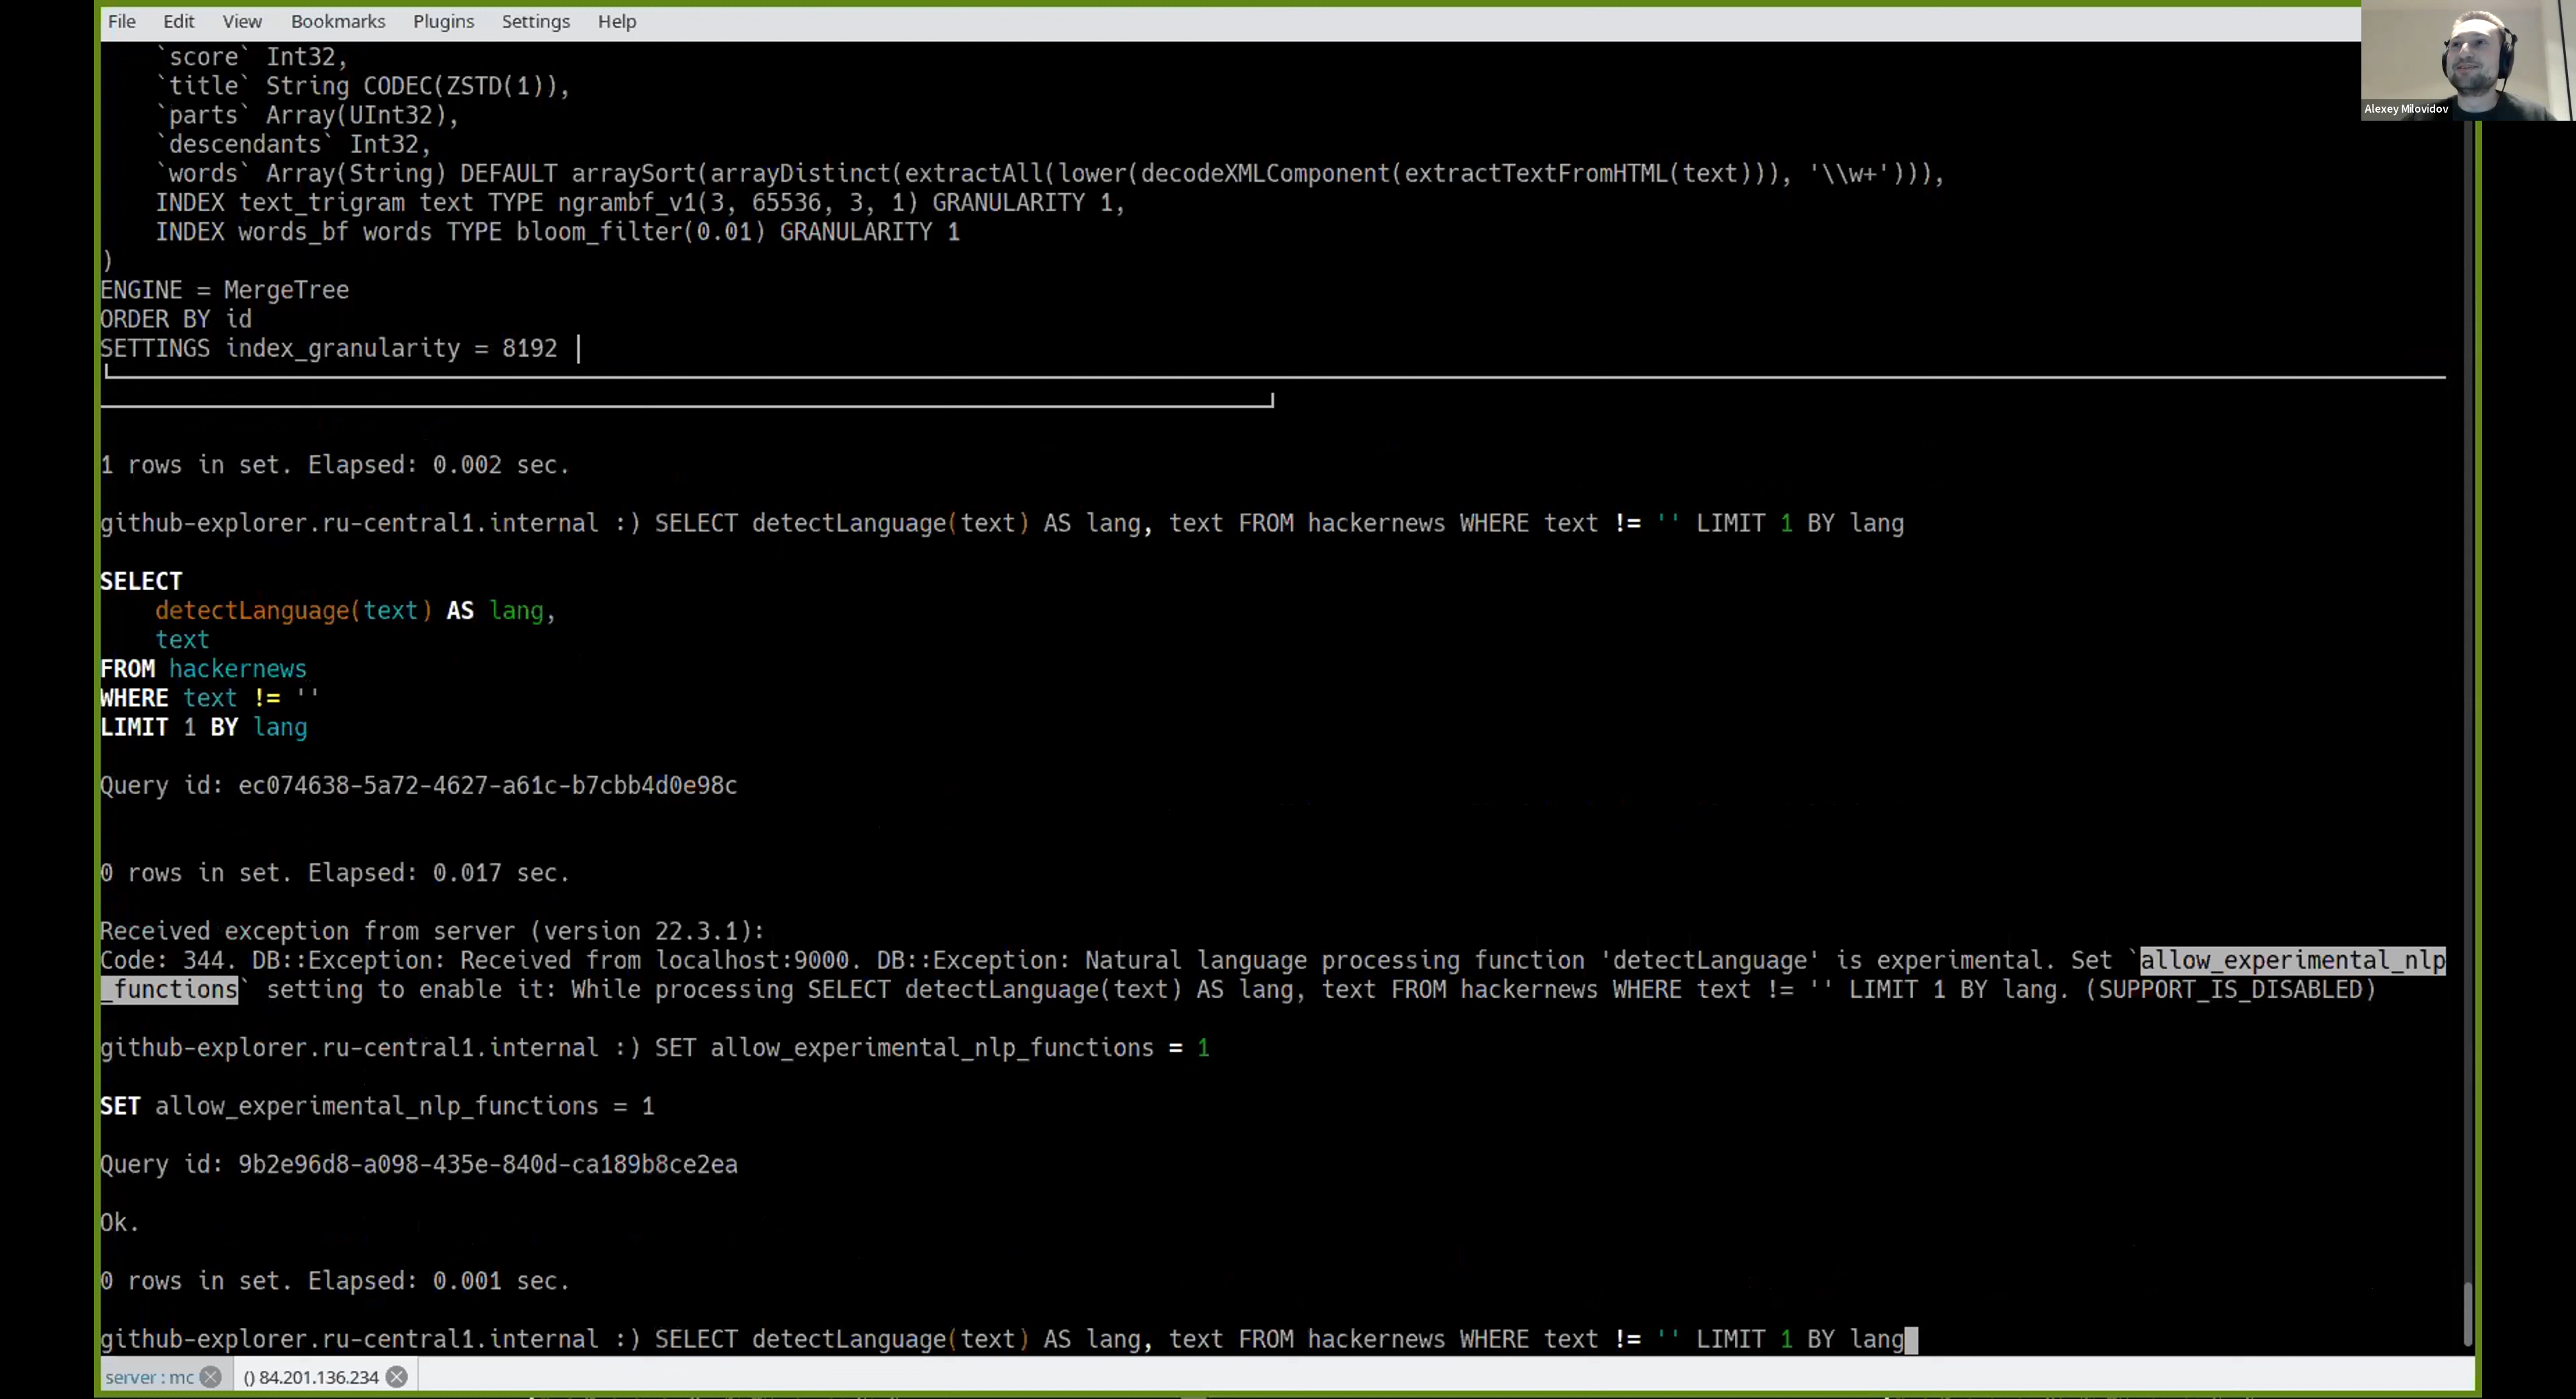 File Edit View Bookmarks Plugins Settings Help
Alexey Milovidov
`score` Int32,
`title` String CODEC(ZSTD(1)),
`parts` Array(UInt32),
`descendants` Int32,
`words` Array(String) DEFAULT arraySort(arrayDistinct(extractAll(lower(decodeXMLComponent(extractTextFromHTML(text))), '\\w+'))),
INDEX text_trigram text TYPE ngrambf_v1(3, 65536, 3, 1) GRANULARITY 1,
INDEX words_bf words TYPE bloom_filter(0.01) GRANULARITY 1
)
ENGINE = MergeTree
ORDER BY id
SETTINGS index_granularity = 8192 │
1 rows in set. Elapsed: 0.002 sec.
github-explorer.ru-central1.internal :) SELECT detectLanguage(text) AS lang, text FROM hackernews WHERE text != '' LIMIT 1 BY lang
SELECT
detectLanguage(text) AS lang,
text
FROM hackernews
WHERE text != ''
LIMIT 1 BY lang
Query id: ec074638-5a72-4627-a61c-b7cbb4d0e98c
0 rows in set. Elapsed: 0.017 sec.
Received exception from server (version 22.3.1):
Code: 344. DB::Exception: Received from localhost:9000. DB::Exception: Natural language processing function 'detectLanguage' is experimental. Set `allow_experimental_nlp
_functions` setting to enable it: While processing SELECT detectLanguage(text) AS lang, text FROM hackernews WHERE text != '' LIMIT 1 BY lang. (SUPPORT_IS_DISABLED)
github-explorer.ru-central1.internal :) SET allow_experimental_nlp_functions = 1
SET allow_experimental_nlp_functions = 1
Query id: 9b2e96d8-a098-435e-840d-ca189b8ce2ea
Ok.
0 rows in set. Elapsed: 0.001 sec.
github-explorer.ru-central1.internal :) SELECT detectLanguage(text) AS lang, text FROM hackernews WHERE text != '' LIMIT 1 BY lang
server : mc () 84.201.136.234